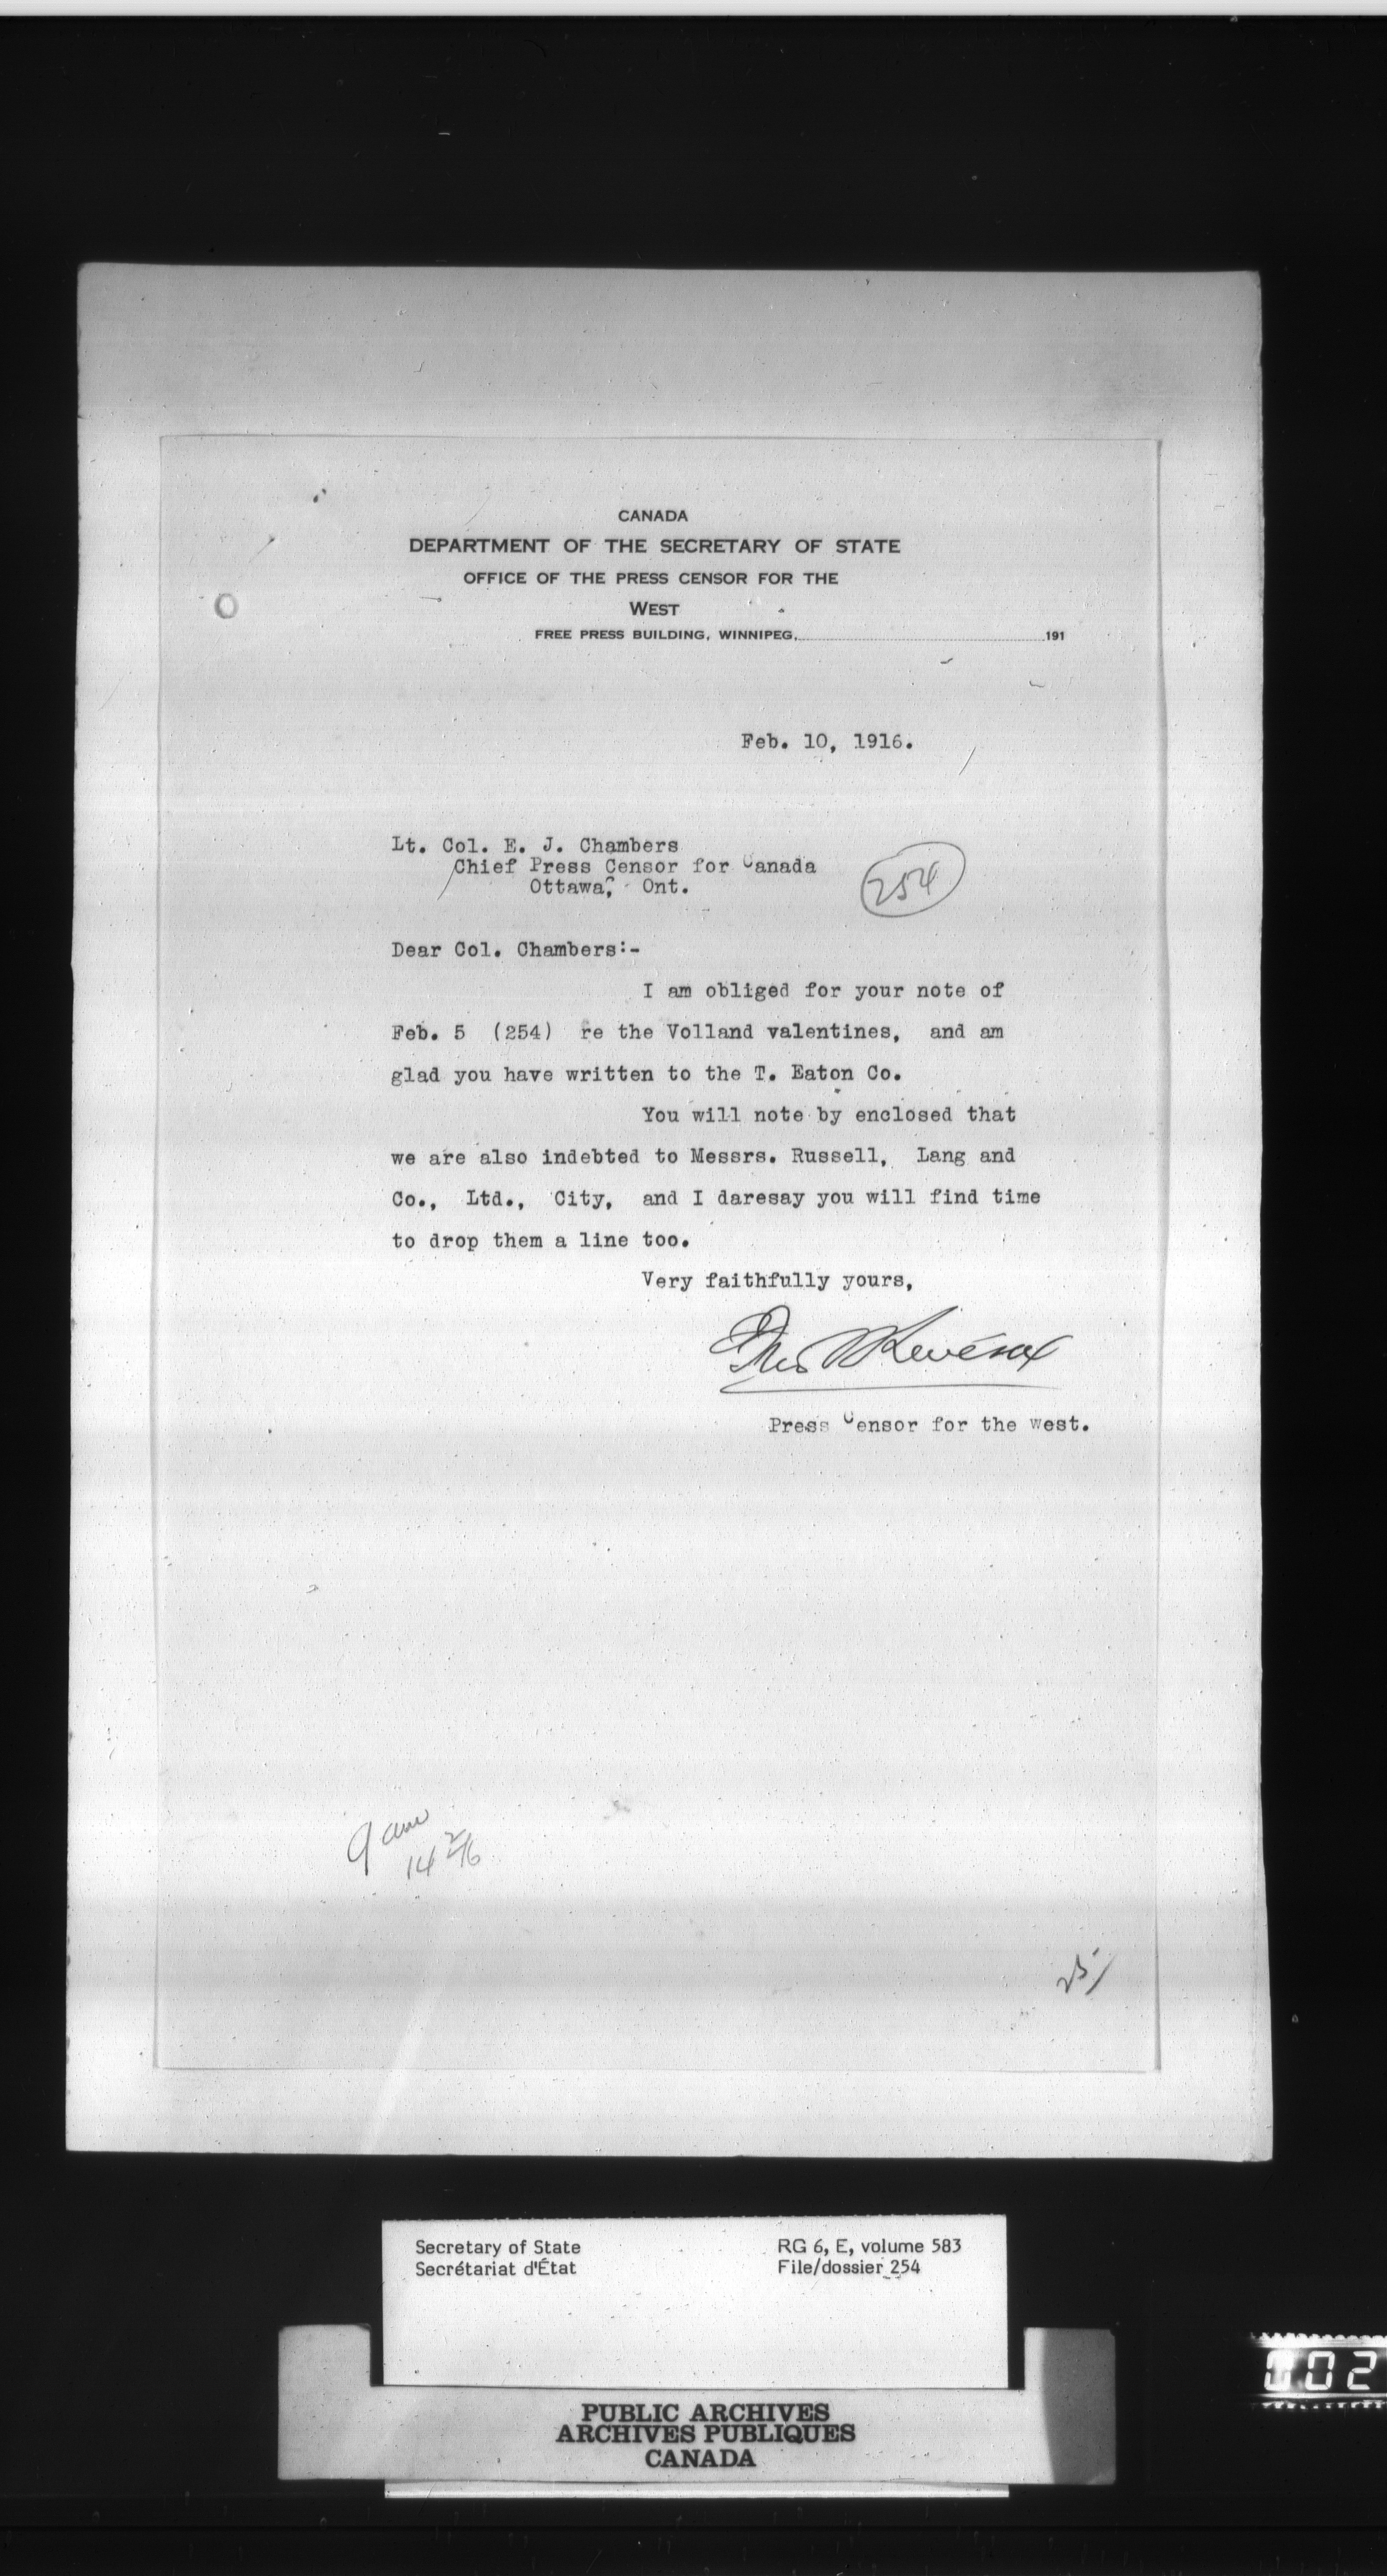 CANADA
DEPARTMENT OF THE SECRETARY OF STATE
OFFICE OF THE PRESS CENSOR FOR THE
WEST
FREE PRESS BUILDING, WINNIPEG, 191
Feb. 10, 1916.
Lt. Col. E. J. Chambers
Chief Press Censor for Canada
Ottawa, Ont.
254
Dear Col. Chambers:-
I am obliged for your note of
Feb. 5 (254) re the Volland valentines, and am
glad you have written to the T. Eaton Co.
You will note by enclosed that
we are also indebted to Messrs. Russell, Lang and
Co., Ltd., City, and I daresay you will find time
to drop them a line too.
Very faithfully yours,
Press Censor for the west.
14 2/6
25
Secretary of State
Secrétariat d'État
RG 6, E, volume 583
File/dossier 254
PUBLIC ARCHIVES
ARCHIVES PUBLIQUES
CANADA
002